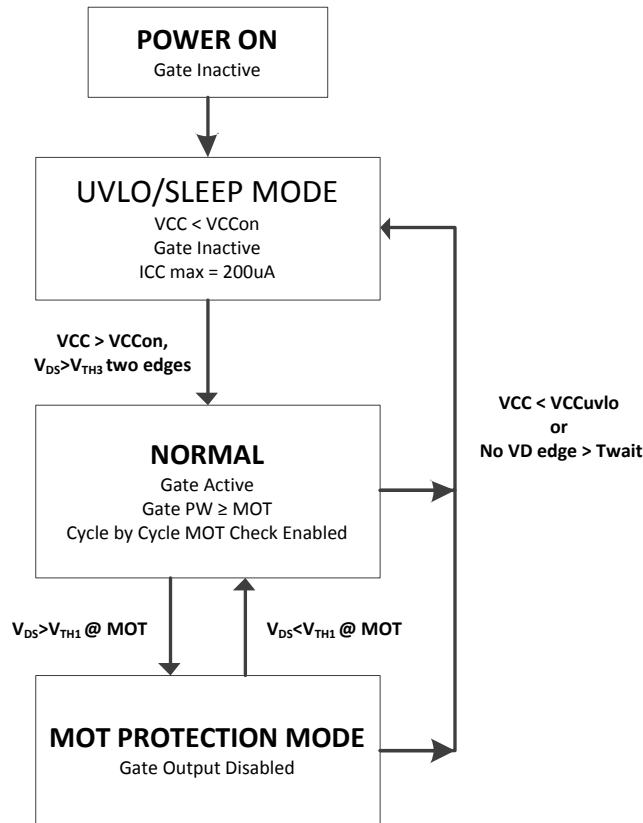 POWER ON
Gate Inactive
UVLO/SLEEP MODE
VCC < VCCon
Gate Inactive
ICC max = 200uA
VCC > VCCon,
VDS>VTH3 two edges
VCC < VCCuvlo
or
No VD edge > Twait
NORMAL
Gate Active
Gate PW ≥ MOT
Cycle by Cycle MOT Check Enabled
VDS>VTH1 @ MOT
VDS<VTH1 @ MOT
MOT PROTECTION MODE
Gate Output Disabled